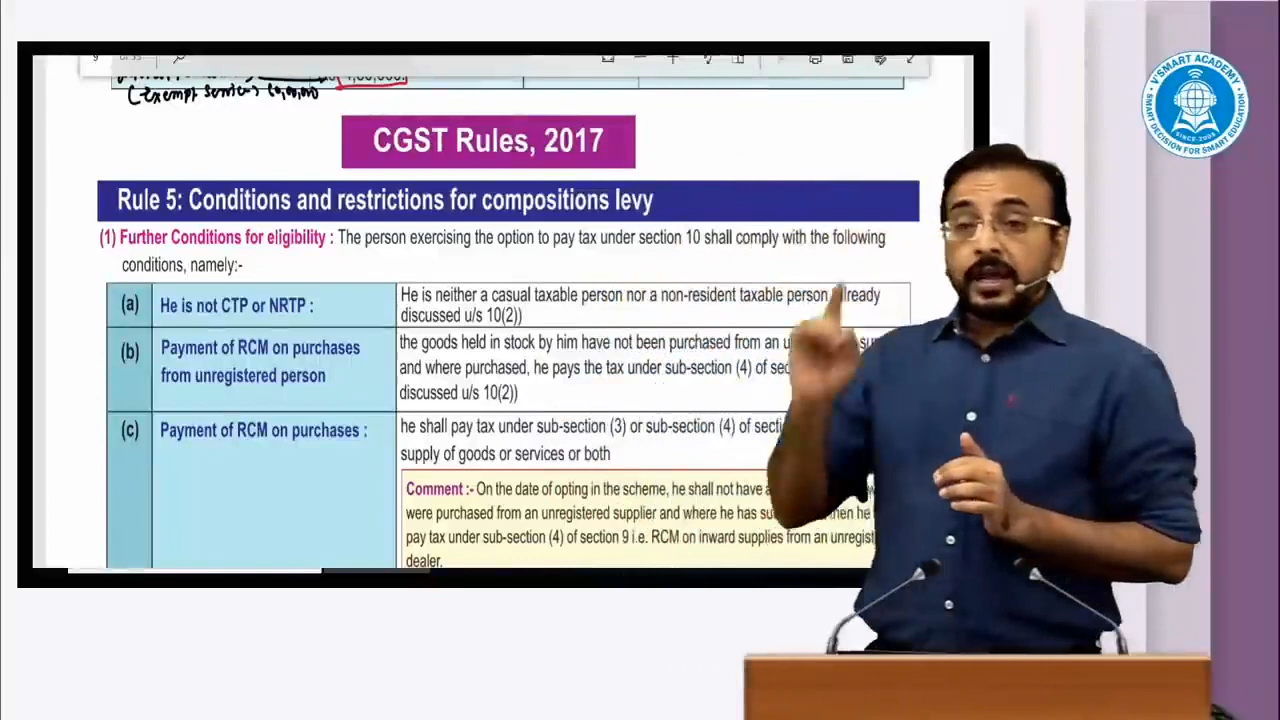 (exempt services) 10,00,000
CGST Rules, 2017
Rule 5: Conditions and restrictions for compositions levy
(1) Further Conditions for eligibility : The person exercising the option to pay tax under section 10 shall comply with the following
conditions, namely:-
(a) He is not CTP or NRTP : He is neither a casual taxable person nor a non-resident taxable person
discussed u/s 10(2))
(b) Payment of RCM on purchases
from unregistered person
the goods held in stock by him have not been purchased from an
and where purchased, he pays the tax under sub-section (4) of
discussed u/s 10(2))
(c) Payment of RCM on purchases : he shall pay tax under sub-section (3) or sub-section (4) of
supply of goods or services or both
Comment :- On the date of opting in the scheme, he shall not have
were purchased from an unregistered supplier and where he has
pay tax under sub-section (4) of section 9 i.e. RCM on inward supplies from an
dealer.
V'SMART ACADEMY
SINCE-2008
SMART DECISION FOR SMART EDUCATION